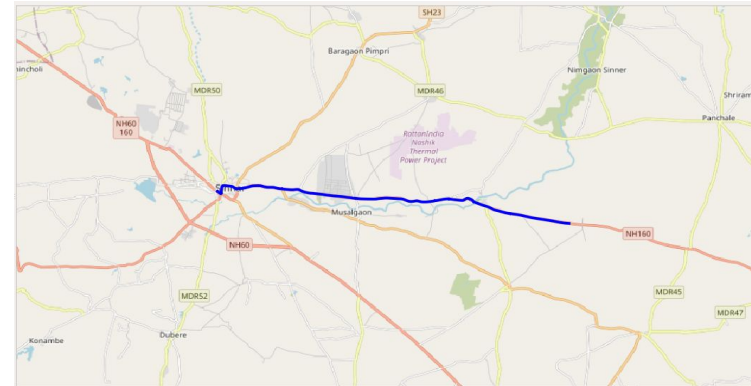 SH23
Baragaon Pimpri
Nimgaon Sinner
MDR50
MDR46
Shriram
Panchale
NH60
160
RattanIndia
Nashik
Thermal
Power Project
Musalgaon
NH160
NH60
MDR52
MDR45
MDR47
Konambe
Dubere